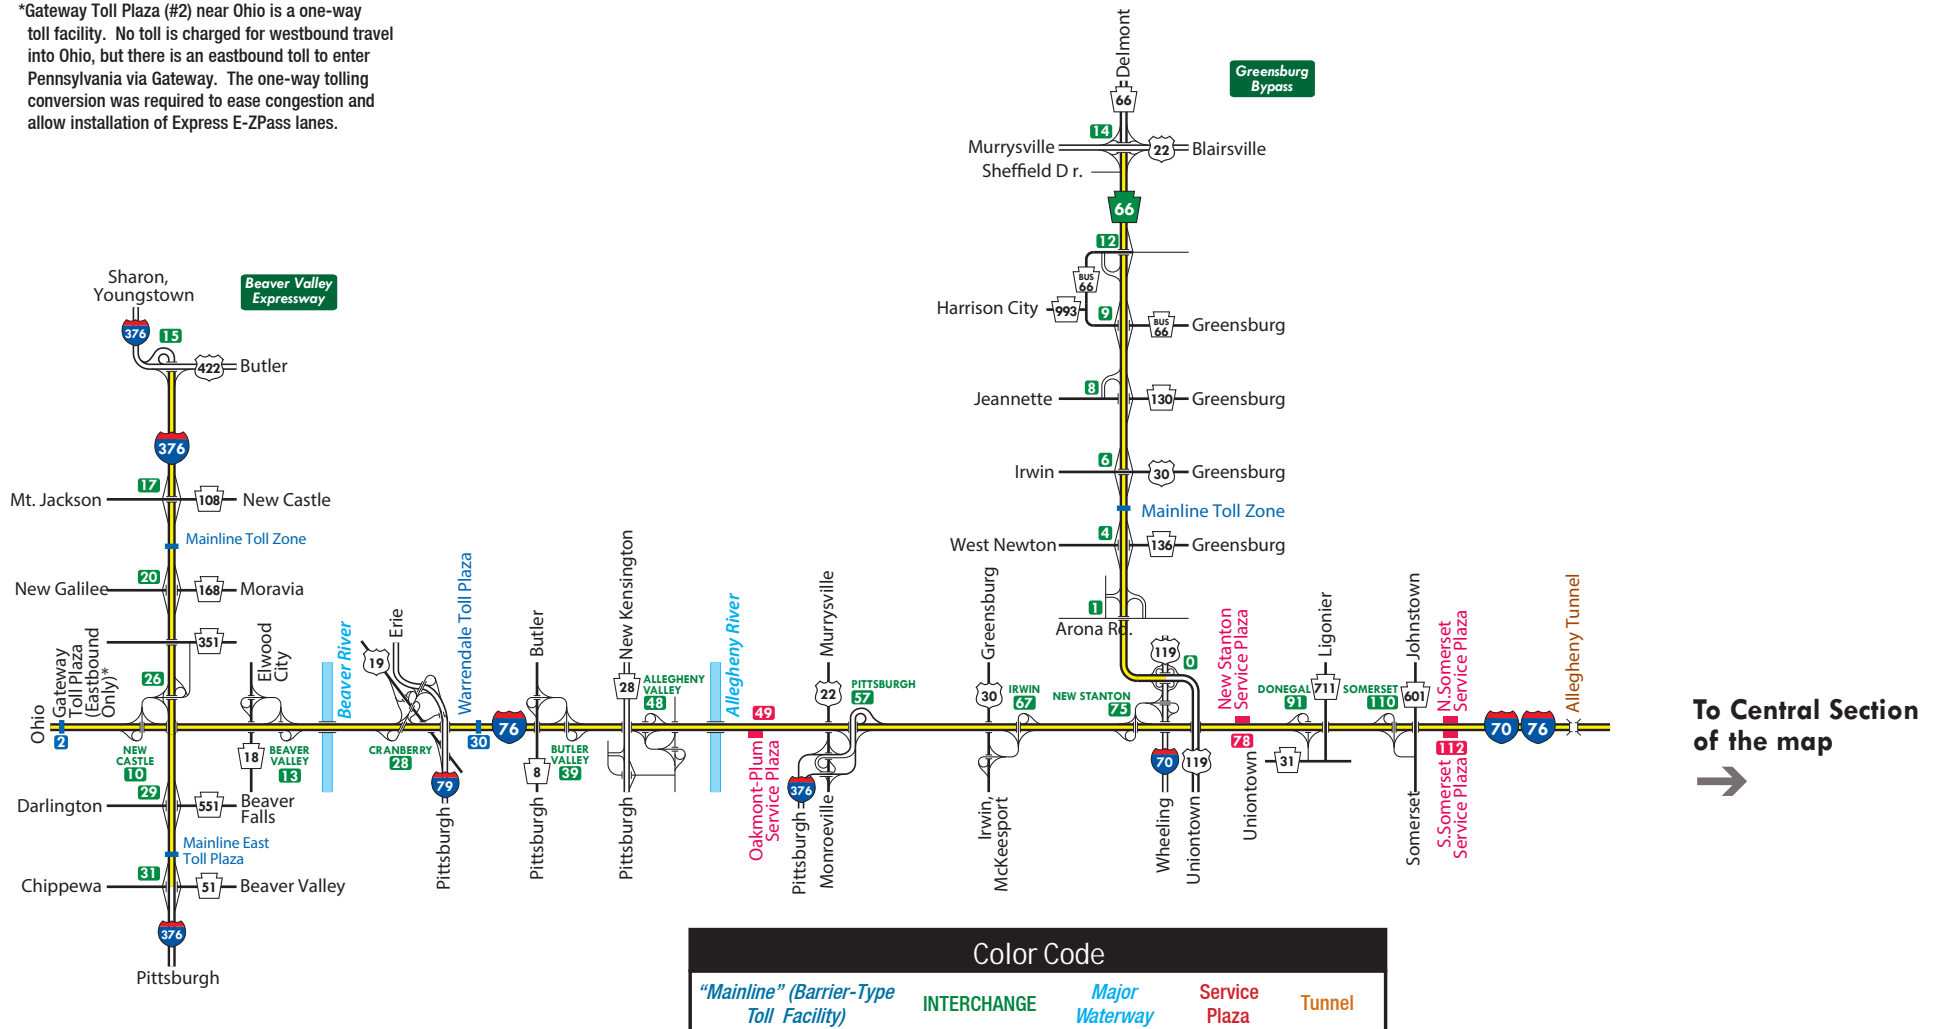 *Gateway Toll Plaza (#2) near Ohio is a one-way
toll facility. No toll is charged for westbound travel
into Ohio, but there is an eastbound toll to enter
Pennsylvania via Gateway. The one-way tolling
conversion was required to ease congestion and
allow installation of Express E-ZPass lanes.
Delmont
66
Greensburg
Bypass
14
Murrysville
22
Blairsville
Sheffield D r.
66
12
BUS
66
Harrison City
993
9
BUS
66
Greensburg
8
Jeannette
130
Greensburg
6
Irwin
30
Greensburg
Mainline Toll Zone
4
West Newton
136
Greensburg
1
Arona Rd.
119
0
Sharon,
Youngstown
Beaver Valley
Expressway
376
15
422
Butler
376
17
Mt. Jackson
108
New Castle
Mainline Toll Zone
20
New Galilee
168
Moravia
351
26
Ohio
Gateway
Toll Plaza
(Eastbound
Only)*
2
NEW
CASTLE
10
29
Darlington
551
Beaver
Falls
Mainline East
Toll Plaza
31
Chippewa
51
Beaver Valley
376
Pittsburgh
Elwood
City
18
BEAVER
VALLEY
13
Beaver River
19
Erie
CRANBERRY
28
79
Pittsburgh
Warrendale Toll Plaza
30
76
Butler
8
Pittsburgh
BUTLER
VALLEY
39
New Kensington
28
Pittsburgh
ALLEGHENY
VALLEY
48
Allegheny River
49
Oakmont-Plum
Service Plaza
Murrysville
22
PITTSBURGH
57
376
Pittsburgh
Monroeville
Greensburg
30
IRWIN
67
Irwin,
McKeesport
NEW STANTON
75
70
Wheeling
119
Uniontown
New Stanton
Service Plaza
78
Uniontown
DONEGAL
91
Ligonier
711
31
SOMERSET
110
Johnstown
601
Somerset
N.Somerset
Service Plaza
112
S.Somerset
Service Plaza
70
76
Allegheny Tunnel
To Central Section
of the map
Color Code
“Mainline” (Barrier-Type
Toll Facility)
INTERCHANGE
Major
Waterway
Service
Plaza
Tunnel